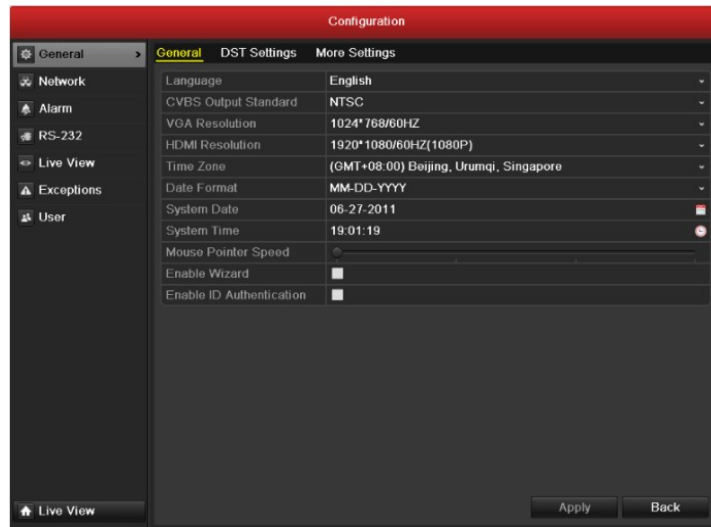 Configuration
General
Network
Alarm
RS-232
Live View
Exceptions
User
Live View
General DST Settings More Settings
Language English
CVBS Output Standard NTSC
VGA Resolution 1024*768/60HZ
HDMI Resolution 1920*1080/60HZ(1080P)
Time Zone (GMT+08:00) Beijing, Urumqi, Singapore
Date Format MM-DD-YYYY
System Date 06-27-2011
System Time 19:01:19
Mouse Pointer Speed
Enable Wizard
Enable ID Authentication
Apply Back